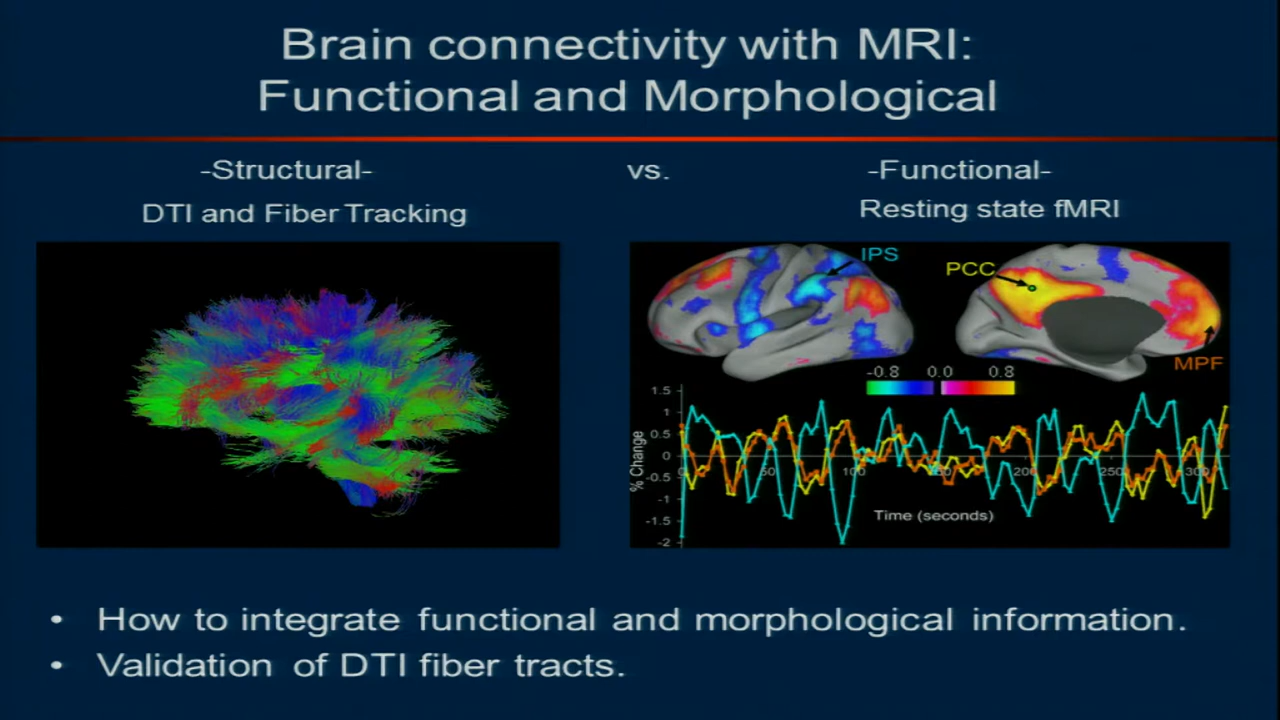 Brain connectivity with MRI:
Functional and Morphological
-Structural- vs. -Functional-
DTI and Fiber Tracking
Resting state fMRI
IPS
PCC
MPF
-0.8 0.0 0.8
1.5
1
0.5
0
-0.5
-1
-1.5
-2
% Change
0 50 100 150 200 250 300
Time (seconds)
• How to integrate functional and morphological information.
• Validation of DTI fiber tracts.